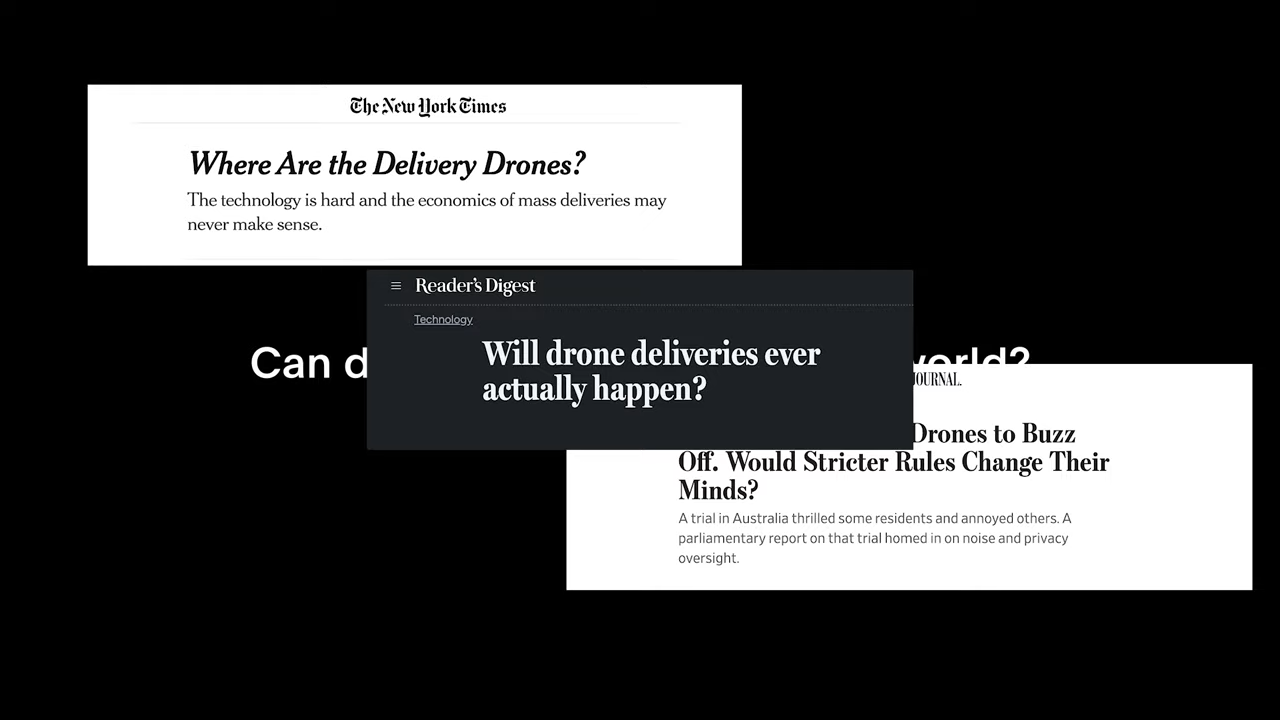 The New York Times
Where Are the Delivery Drones?
The technology is hard and the economics of mass deliveries may
never make sense.
Reader's Digest
Technology
Will drone deliveries ever
actually happen?
Can d
world?
JOURNAL.
Drones to Buzz
Off. Would Stricter Rules Change Their
Minds?
A trial in Australia thrilled some residents and annoyed others. A
parliamentary report on that trial homed in on noise and privacy
oversight.